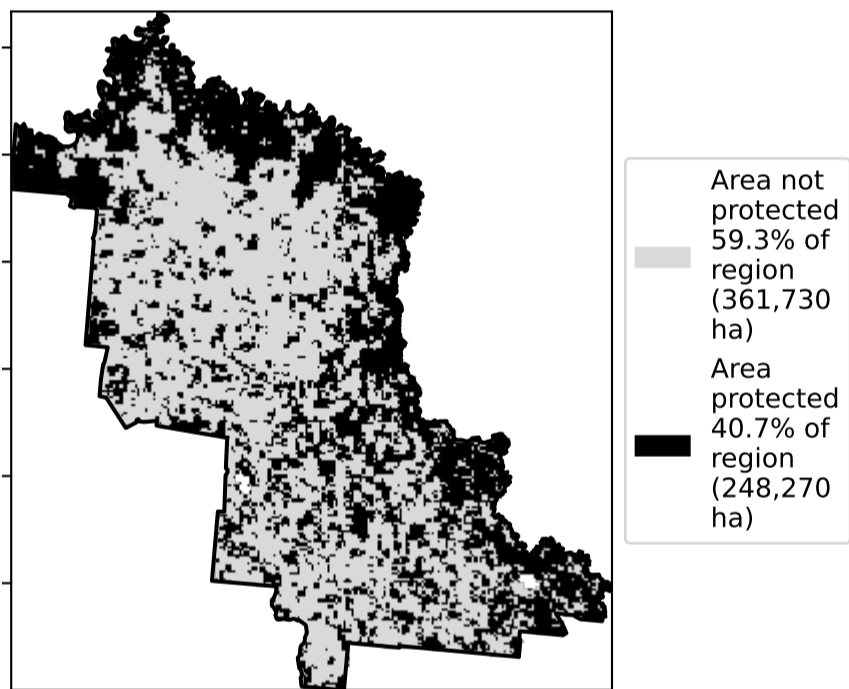 Area not
protected
59.3% of
region
(361,730
ha)
Area
protected
40.7% of
region
(248,270
ha)